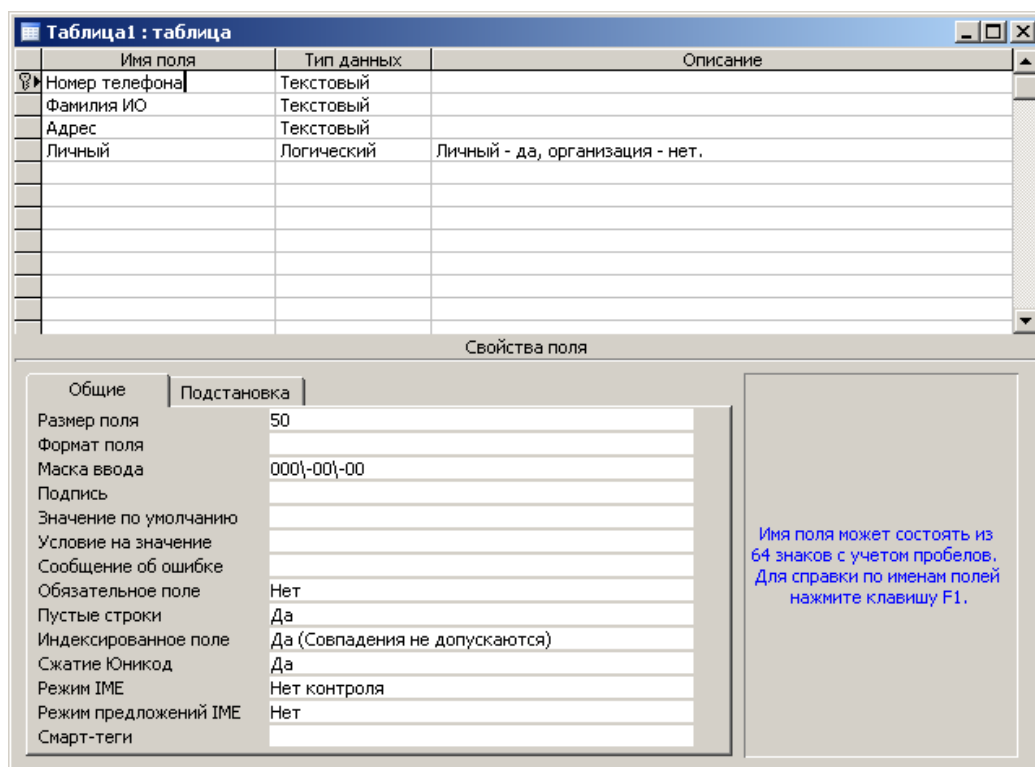 Таблица1 : таблица
Имя поля Тип данных Описание
Номер телефона Текстовый
Фамилия ИО Текстовый
Адрес Текстовый
Личный Логический Личный - да, организация - нет.
Свойства поля
Общие Подстановка
Размер поля 50
Формат поля
Маска ввода 000\-00\-00
Подпись
Значение по умолчанию
Условие на значение
Сообщение об ошибке
Обязательное поле Нет
Пустые строки Да
Индексированное поле Да (Совпадения не допускаются)
Сжатие Юникод Да
Режим IME Нет контроля
Режим предложений IME Нет
Смарт-теги
Имя поля может состоять из
64 знаков с учетом пробелов.
Для справки по именам полей
нажмите клавишу F1.